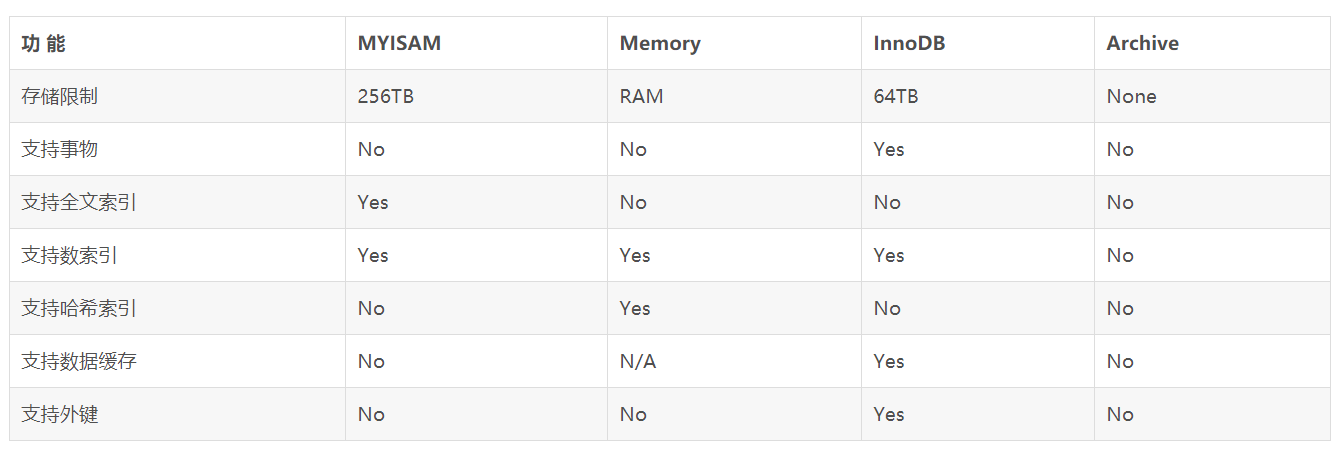 功 能 MYISAM Memory InnoDB Archive
存储限制 256TB RAM 64TB None
支持事物 No No Yes No
支持全文索引 Yes No No No
支持数索引 Yes Yes Yes No
支持哈希索引 No Yes No No
支持数据缓存 No N/A Yes No
支持外键 No No Yes No